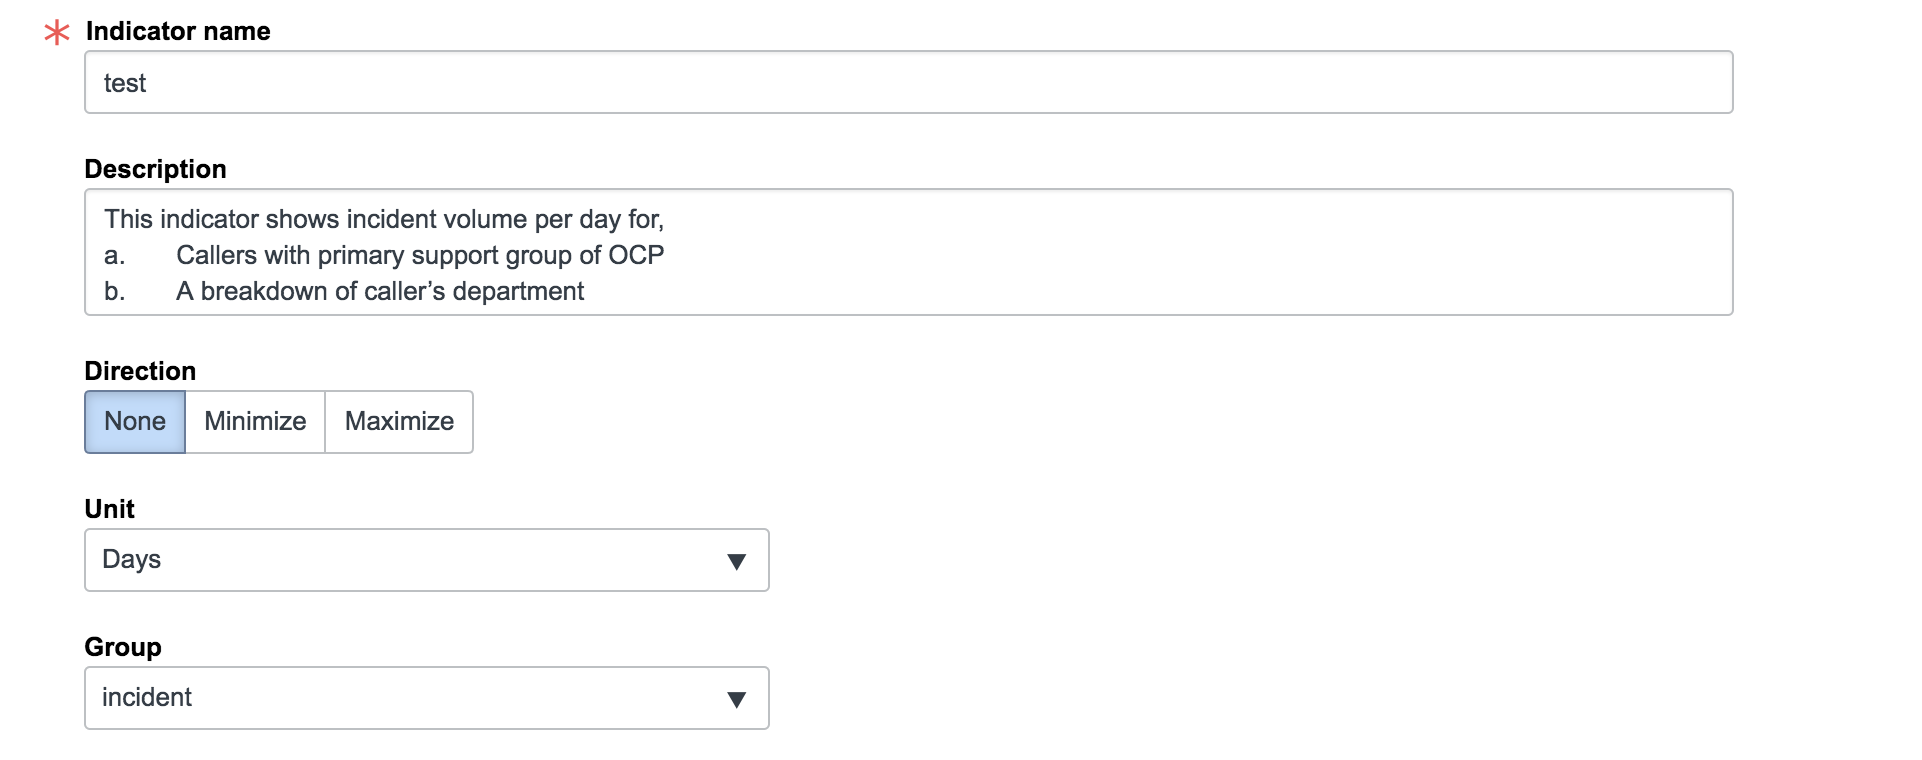 * Indicator name
test
Description
This indicator shows incident volume per day for,
a. Callers with primary support group of OCP
b. A breakdown of caller’s department
Direction
None Minimize Maximize
Unit
Days
Group
incident